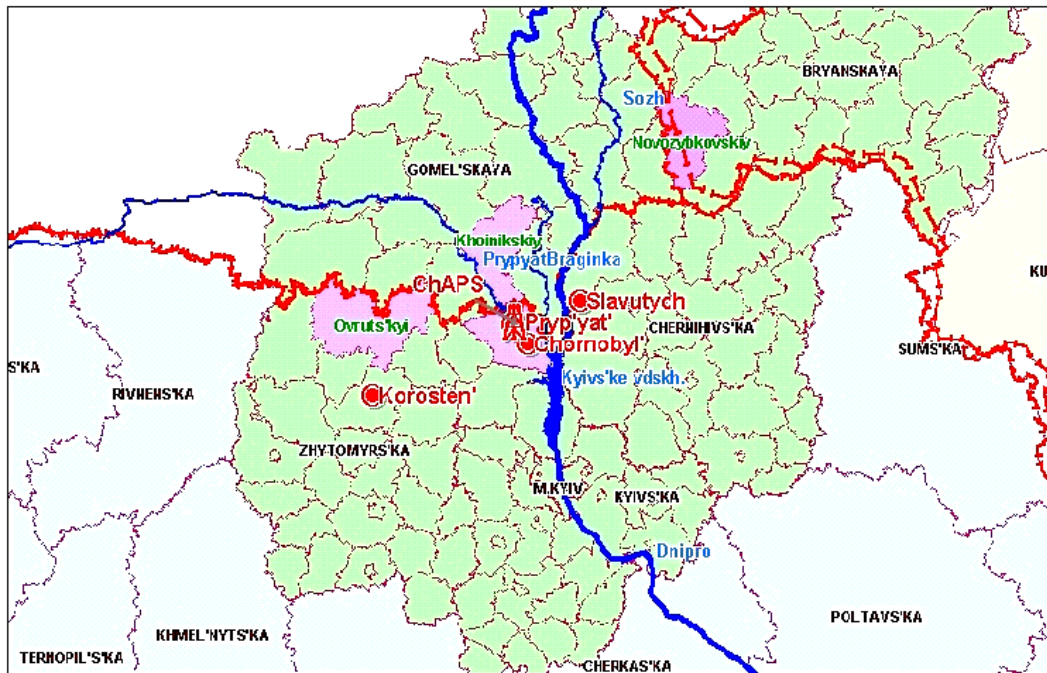 BRYANSKAYA
Sozh
Novozybkovskiy
GOMEL'SKAYA
Khoinikskiy
PrypyatBraginka
KU
ChAPS
Slavutych
Pryp'yat'
Ovruts'kyi
CHERNIHIVS'KA
Chornobyl'
SUMS'KA
S'KA
Kyivs'ke vdskh.
RIVNENS'KA
Korosten'
ZHYTOMYRS'KA
M.KYIV
KYIVS'KA
Dnipro
POLTAVS'KA
KHMEL'NYTS'KA
TERNOPIL'S'KA
CHERKAS'KA